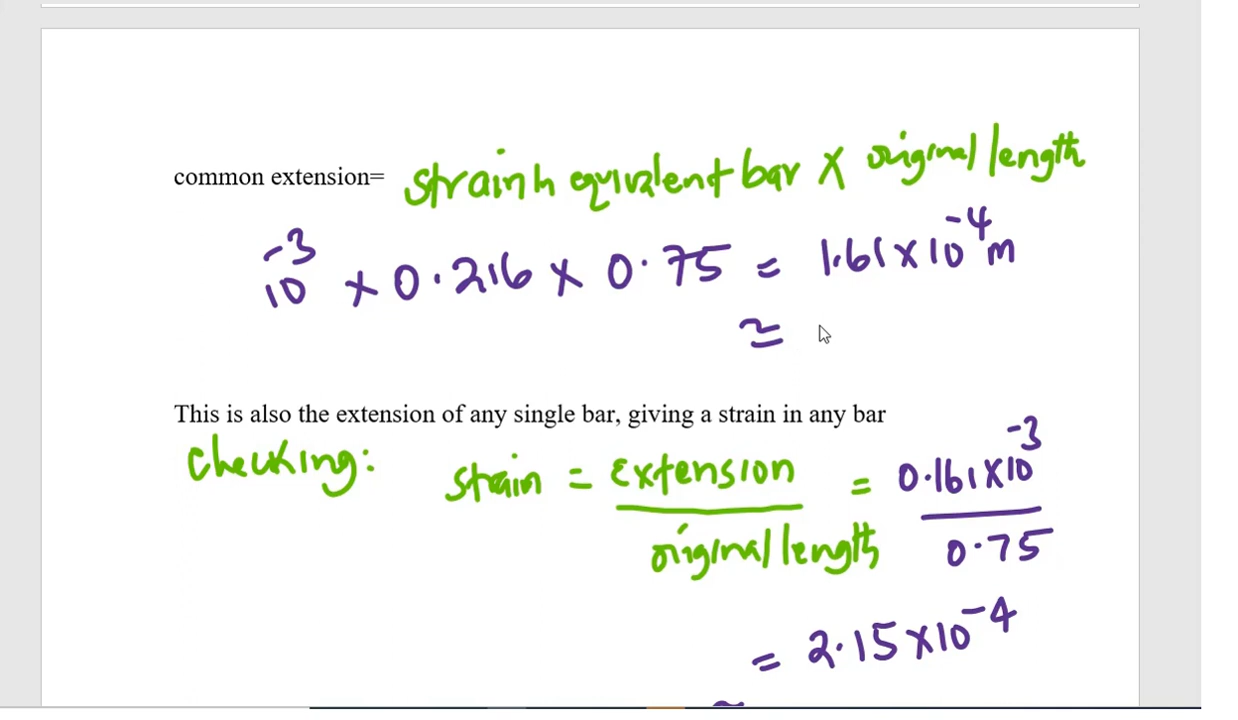 common extension= strain in equivalent bar × original length
10⁻³ × 0.216 × 0.75 = 1.61 × 10⁻⁴ m
≃
This is also the extension of any single bar, giving a strain in any bar
Checking: strain = extension / original length = 0.161 × 10⁻³ / 0.75
= 2.15 × 10⁻⁴